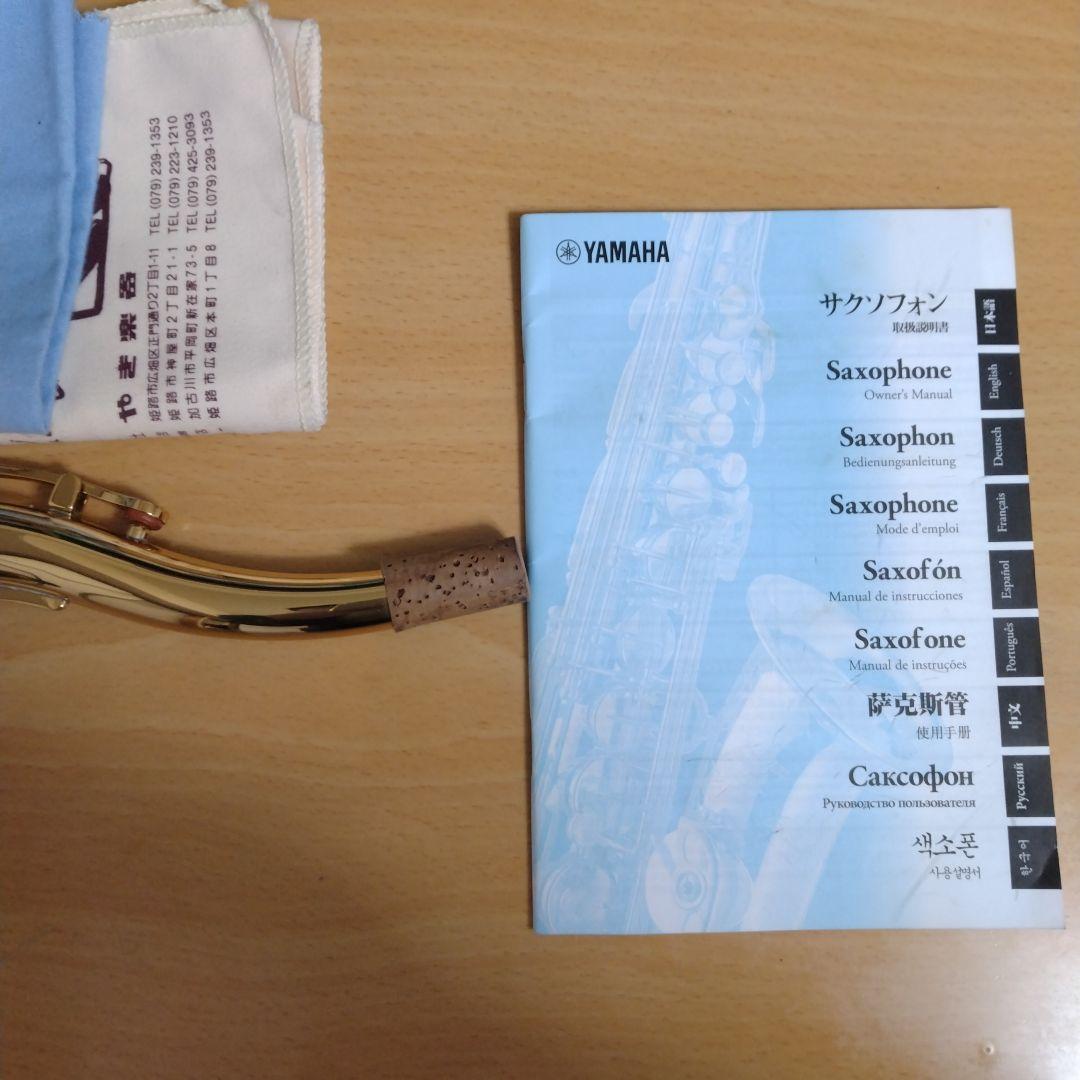 やぎ楽器
姫路市広畑区正門通り2丁目1-11 TEL (079) 239-1353
姫路市神屋町2丁目21-1 TEL (079) 223-1210
加古川市平岡町新在家73-5 TEL (079) 425-3093
姫路市広畑区本町1丁目8 TEL (079) 239-1353
YAMAHA
サクソフォン
取扱説明書
日本語
Saxophone
Owner's Manual
English
Saxophon
Bedienungsanleitung
Deutsch
Saxophone
Mode d'emploi
Français
Saxofón
Manual de instrucciones
Español
Saxofone
Manual de instruções
Português
萨克斯管
使用手册
中文
Саксофон
Руководство пользователя
Русский
색소폰
사용설명서
한국어